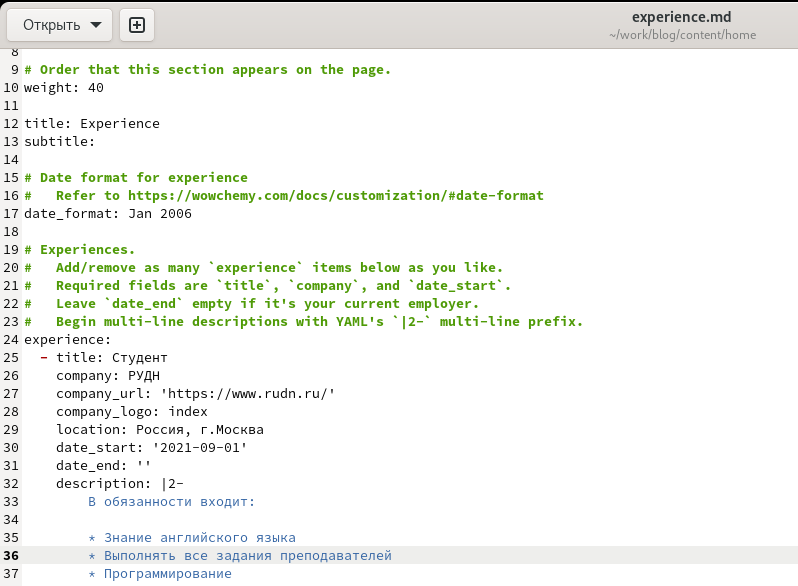 Открыть
experience.md
~/work/blog/content/home
8
9 # Order that this section appears on the page.
10 weight: 40
11
12 title: Experience
13 subtitle:
14
15 # Date format for experience
16 #   Refer to https://wowchemy.com/docs/customization/#date-format
17 date_format: Jan 2006
18
19 # Experiences.
20 #   Add/remove as many `experience` items below as you like.
21 #   Required fields are `title`, `company`, and `date_start`.
22 #   Leave `date_end` empty if it's your current employer.
23 #   Begin multi-line descriptions with YAML's `|2-` multi-line prefix.
24 experience:
25   - title: Студент
26     company: РУДН
27     company_url: 'https://www.rudn.ru/'
28     company_logo: index
29     location: Россия, г.Москва
30     date_start: '2021-09-01'
31     date_end: ''
32     description: |2-
33         В обязанности входит:
34
35         * Знание английского языка
36         * Выполнять все задания преподавателей
37         * Программирование